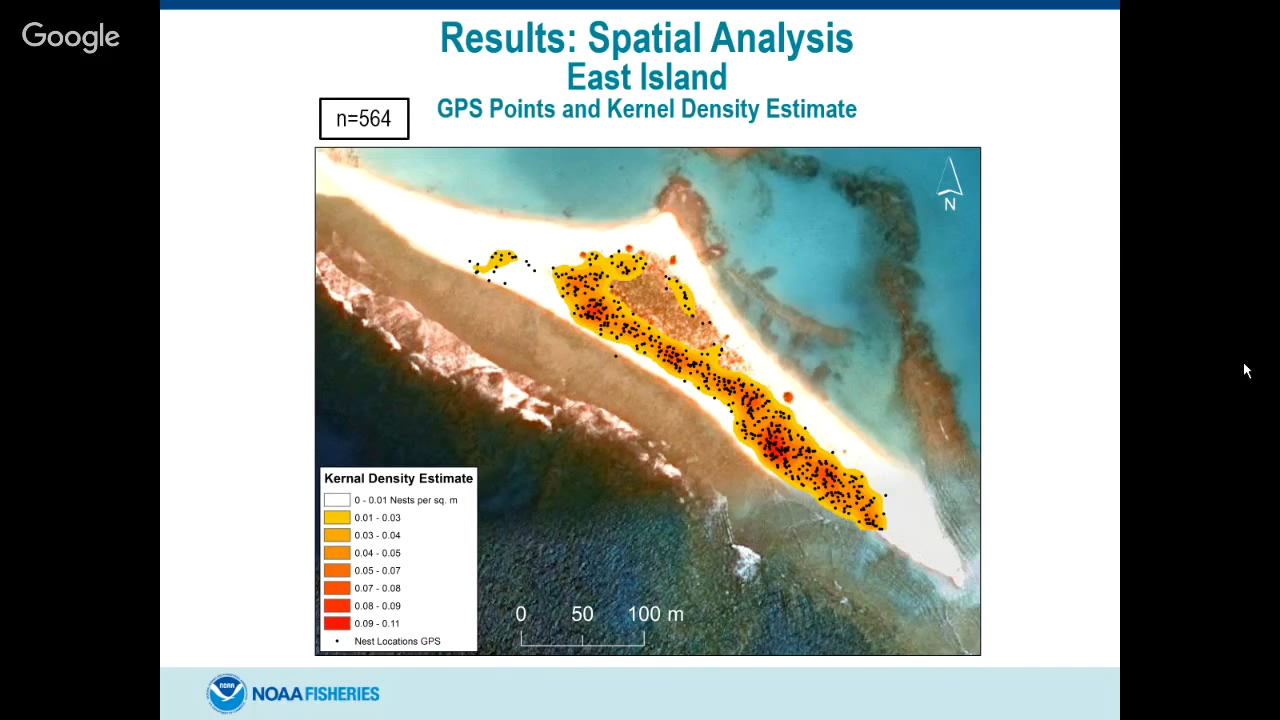 Google
Results: Spatial Analysis
East Island
GPS Points and Kernel Density Estimate
n=564
N
Kernal Density Estimate
0 - 0.01 Nests per sq. m
0.01 - 0.03
0.03 - 0.04
0.04 - 0.05
0.05 - 0.07
0.07 - 0.08
0.08 - 0.09
0.09 - 0.11
Nest Locations GPS
0 50 100 m
NOAA
NOAA FISHERIES